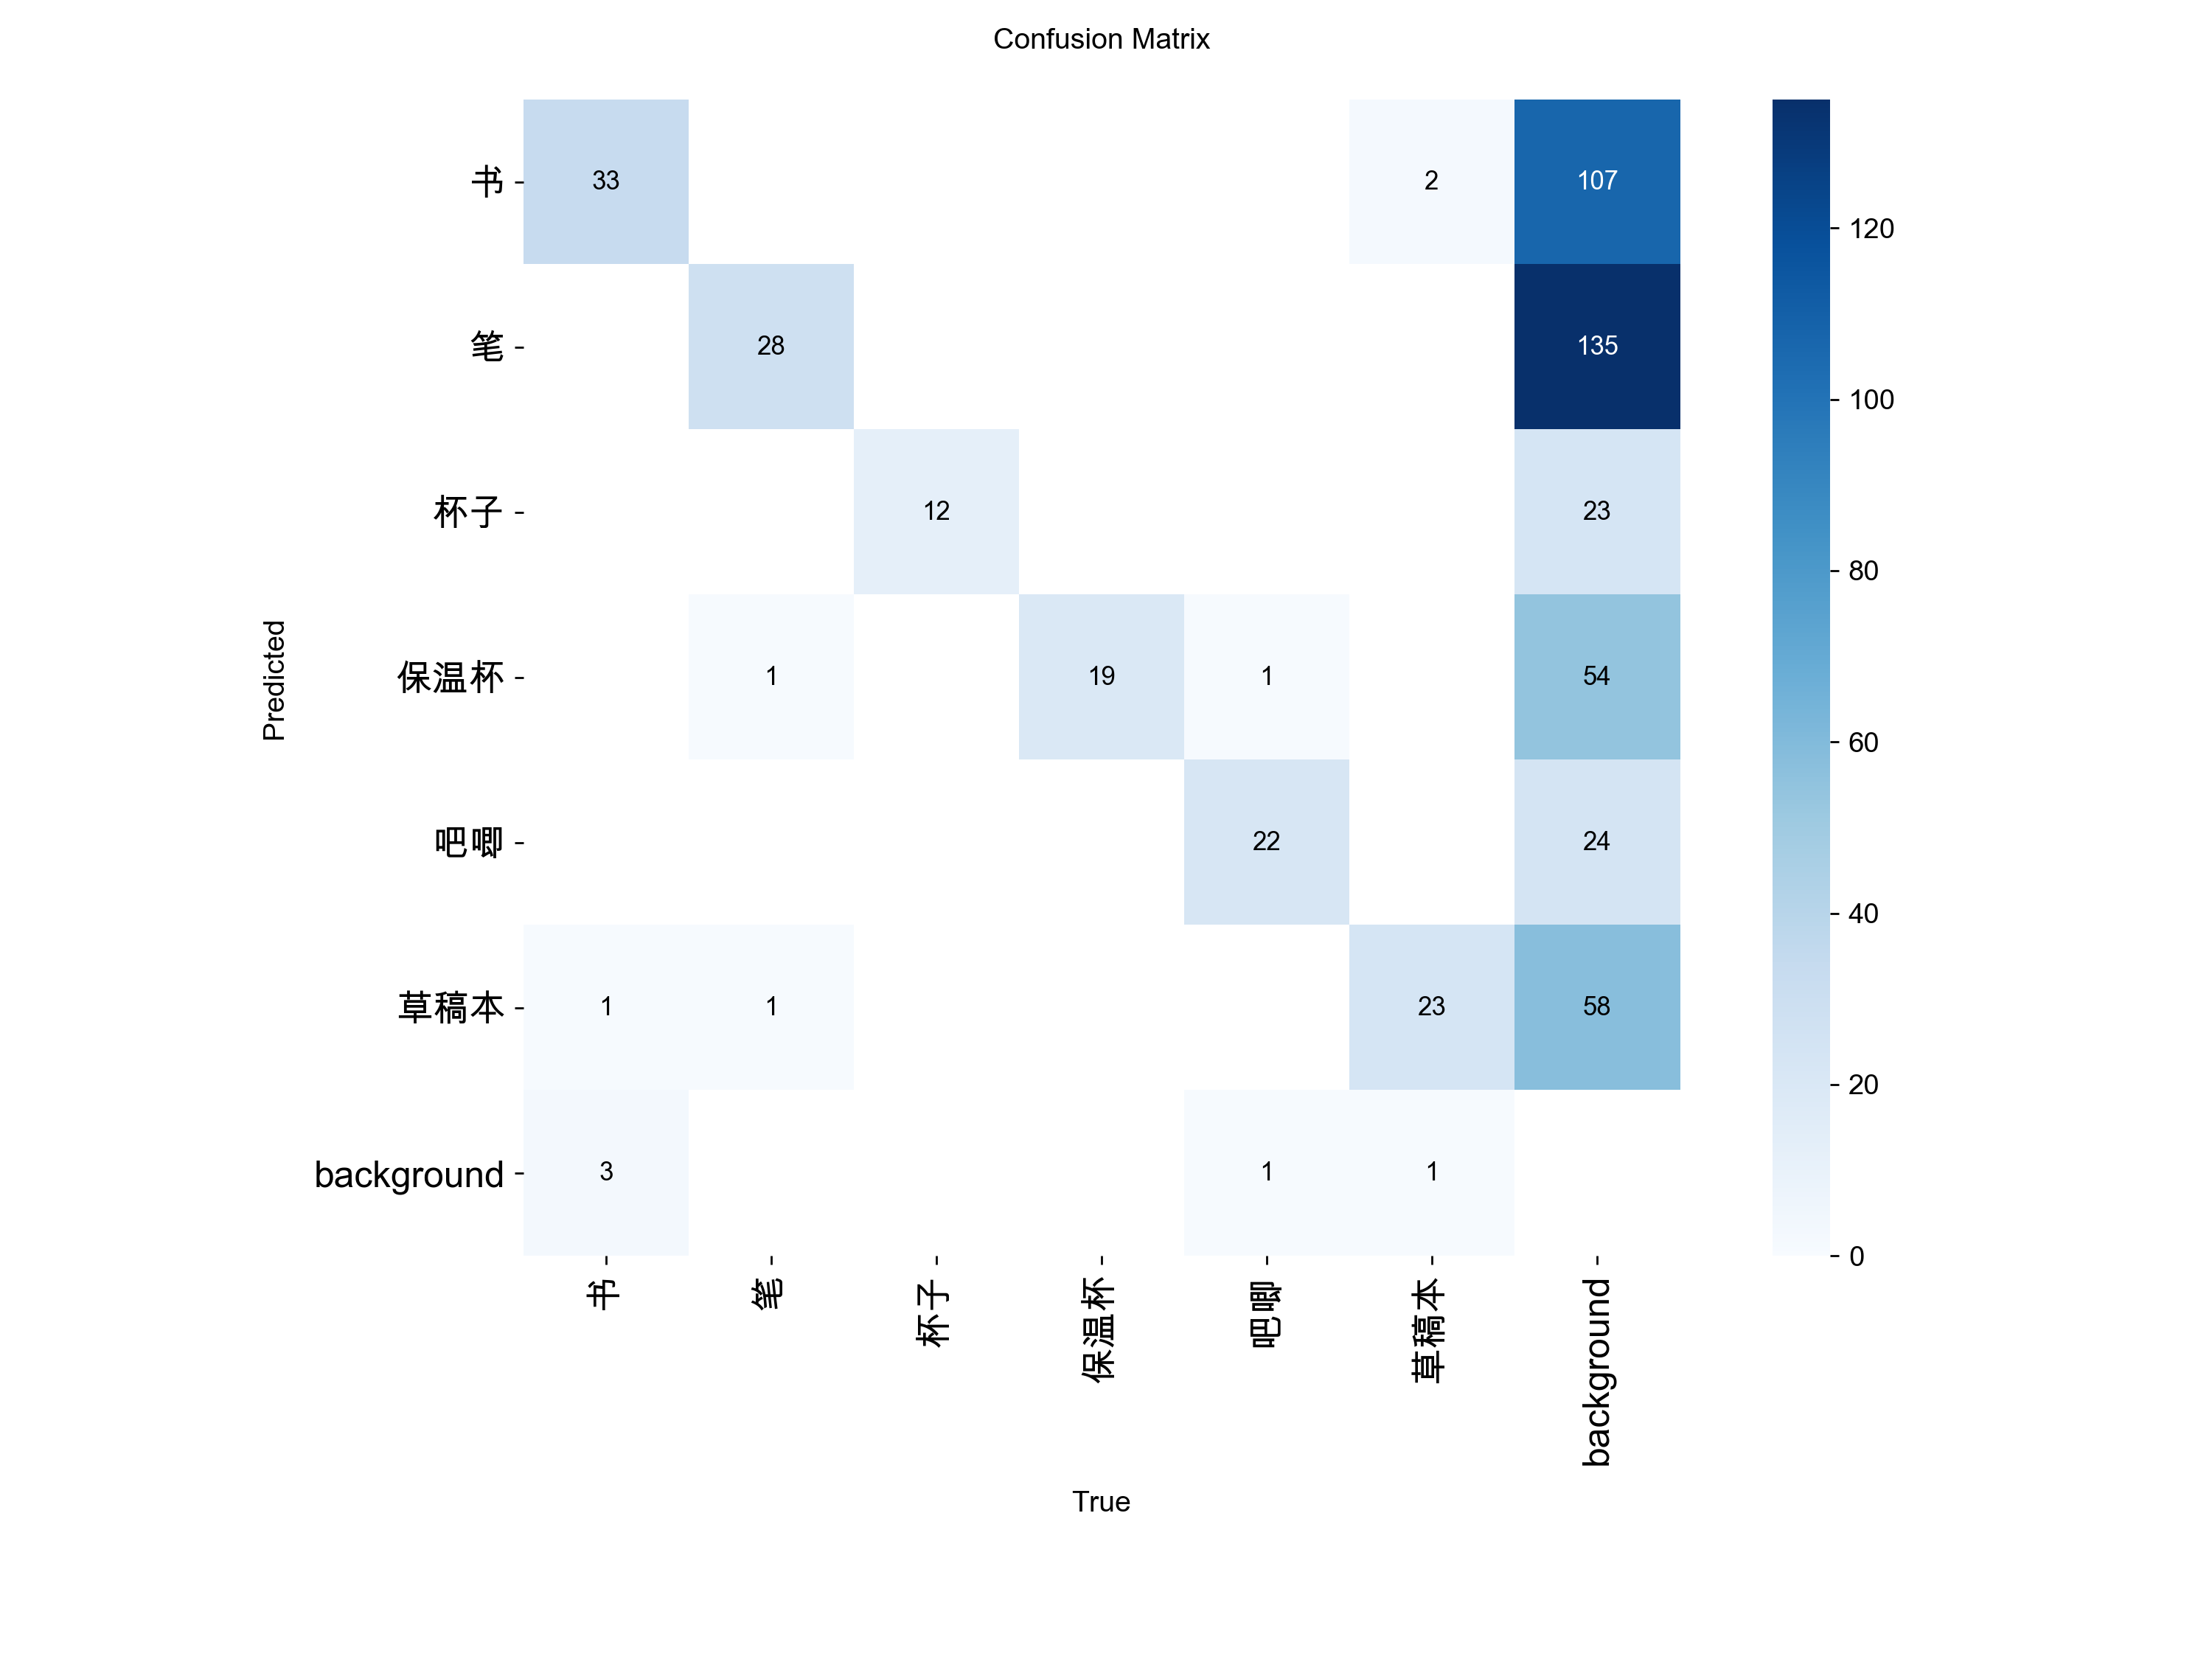 Confusion Matrix
书 33 2 107
笔 28 135
杯子 12 23
保温杯 1 19 1 54
吧唧 22 24
草稿本 1 1 23 58
background 3 1 1
Predicted
书 笔 杯子 保温杯 吧唧 草稿本 background
True
120
100
80
60
40
20
0